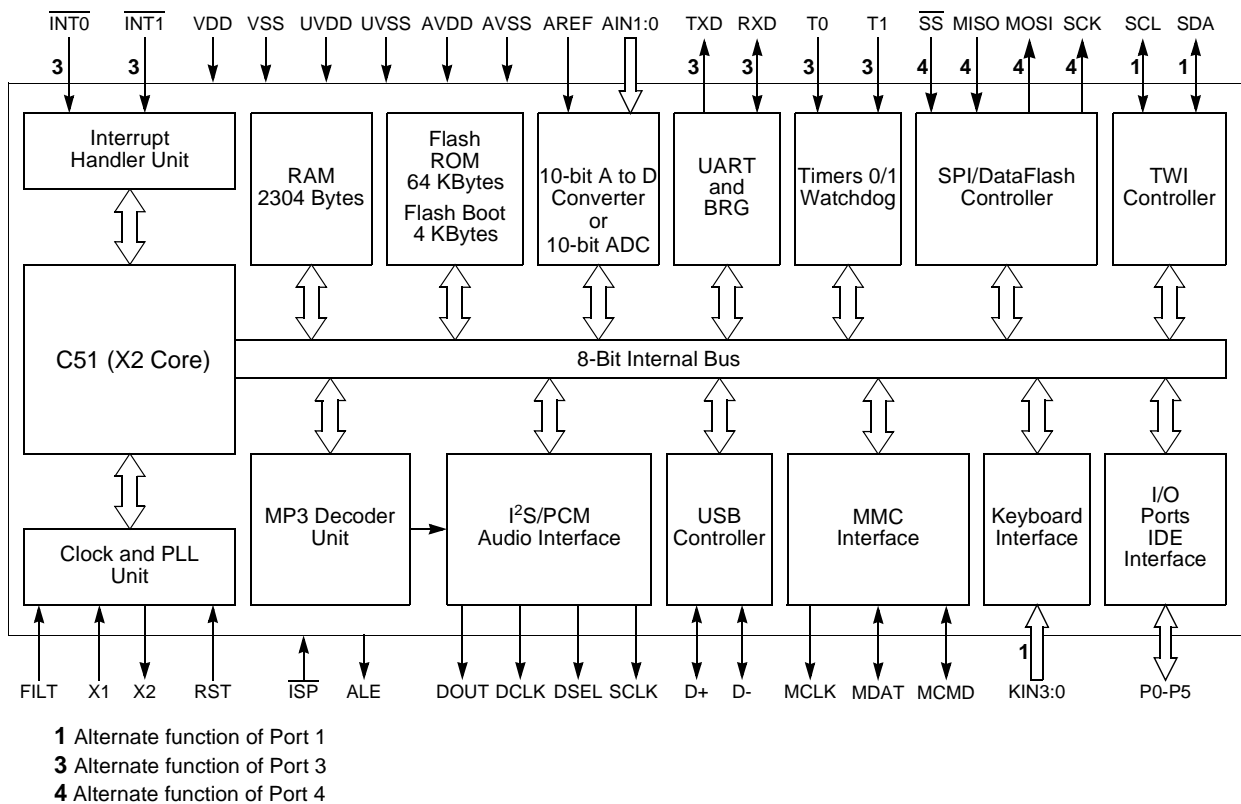 INT0 INT1 VDD VSS UVDD UVSS AVDD AVSS AREF AIN1:0 TXD RXD T0 T1 SS MISO MOSI SCK SCL SDA
3 3 3 3 3 3 4 4 4 4 1 1
Interrupt
Handler Unit
RAM
2304 Bytes
Flash
ROM
64 KBytes
Flash Boot
4 KBytes
10-bit A to D
Converter
or
10-bit ADC
UART
and
BRG
Timers 0/1
Watchdog
SPI/DataFlash
Controller
TWI
Controller
C51 (X2 Core)
8-Bit Internal Bus
Clock and PLL
Unit
MP3 Decoder
Unit
I²S/PCM
Audio Interface
USB
Controller
MMC
Interface
Keyboard
Interface
I/O
Ports
IDE
Interface
1
FILT X1 X2 RST ISP ALE DOUT DCLK DSEL SCLK D+ D- MCLK MDAT MCMD KIN3:0 P0-P5
1 Alternate function of Port 1
3 Alternate function of Port 3
4 Alternate function of Port 4